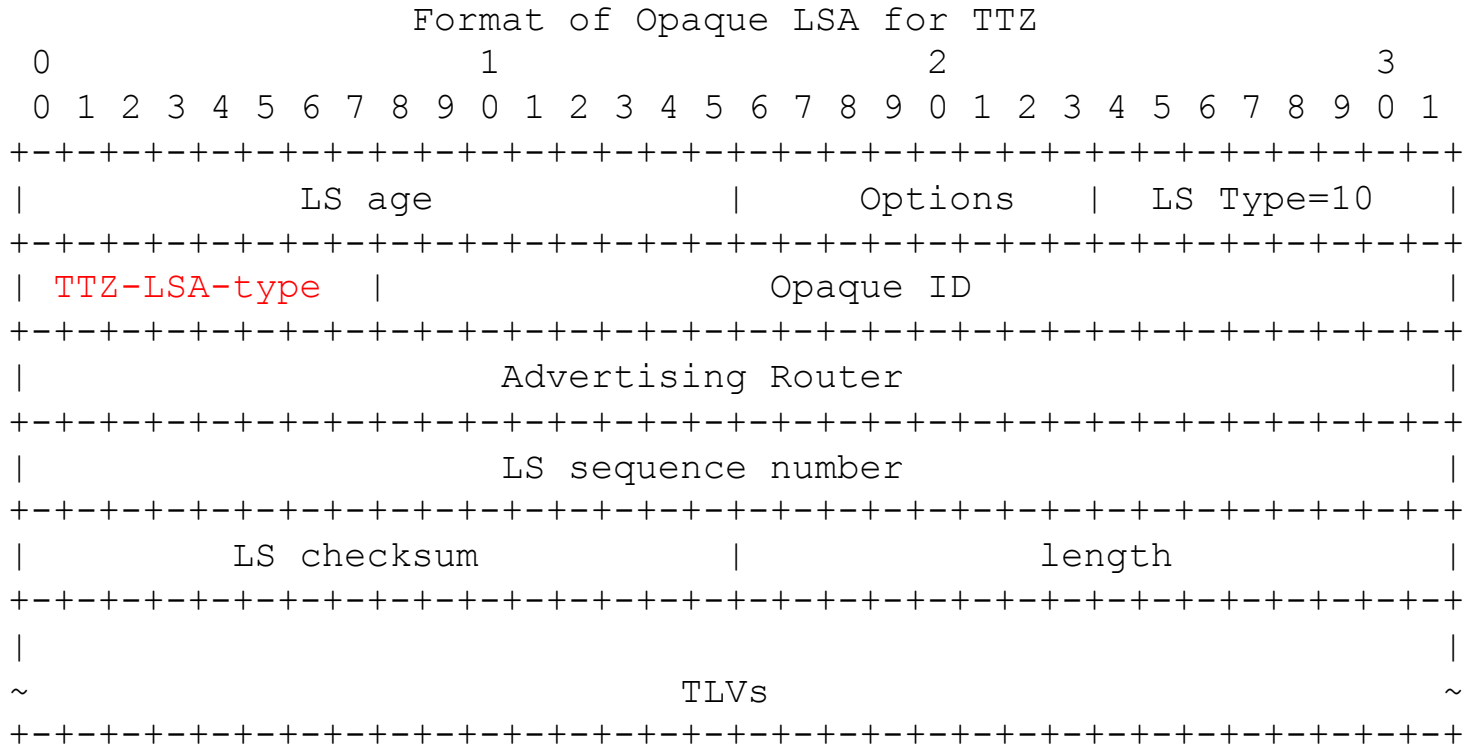 Format of Opaque LSA for TTZ
 0                   1                   2                   3
 0 1 2 3 4 5 6 7 8 9 0 1 2 3 4 5 6 7 8 9 0 1 2 3 4 5 6 7 8 9 0 1
+-+-+-+-+-+-+-+-+-+-+-+-+-+-+-+-+-+-+-+-+-+-+-+-+-+-+-+-+-+-+-+-+
|            LS age             |     Options   |  LS Type=10   |
+-+-+-+-+-+-+-+-+-+-+-+-+-+-+-+-+-+-+-+-+-+-+-+-+-+-+-+-+-+-+-+-+
| TTZ-LSA-type  |                 Opaque ID                     |
+-+-+-+-+-+-+-+-+-+-+-+-+-+-+-+-+-+-+-+-+-+-+-+-+-+-+-+-+-+-+-+-+
|                     Advertising Router                        |
+-+-+-+-+-+-+-+-+-+-+-+-+-+-+-+-+-+-+-+-+-+-+-+-+-+-+-+-+-+-+-+-+
|                     LS sequence number                        |
+-+-+-+-+-+-+-+-+-+-+-+-+-+-+-+-+-+-+-+-+-+-+-+-+-+-+-+-+-+-+-+-+
|         LS checksum           |             length            |
+-+-+-+-+-+-+-+-+-+-+-+-+-+-+-+-+-+-+-+-+-+-+-+-+-+-+-+-+-+-+-+-+
|                                                               |
~                             TLVs                              ~
+-+-+-+-+-+-+-+-+-+-+-+-+-+-+-+-+-+-+-+-+-+-+-+-+-+-+-+-+-+-+-+-+